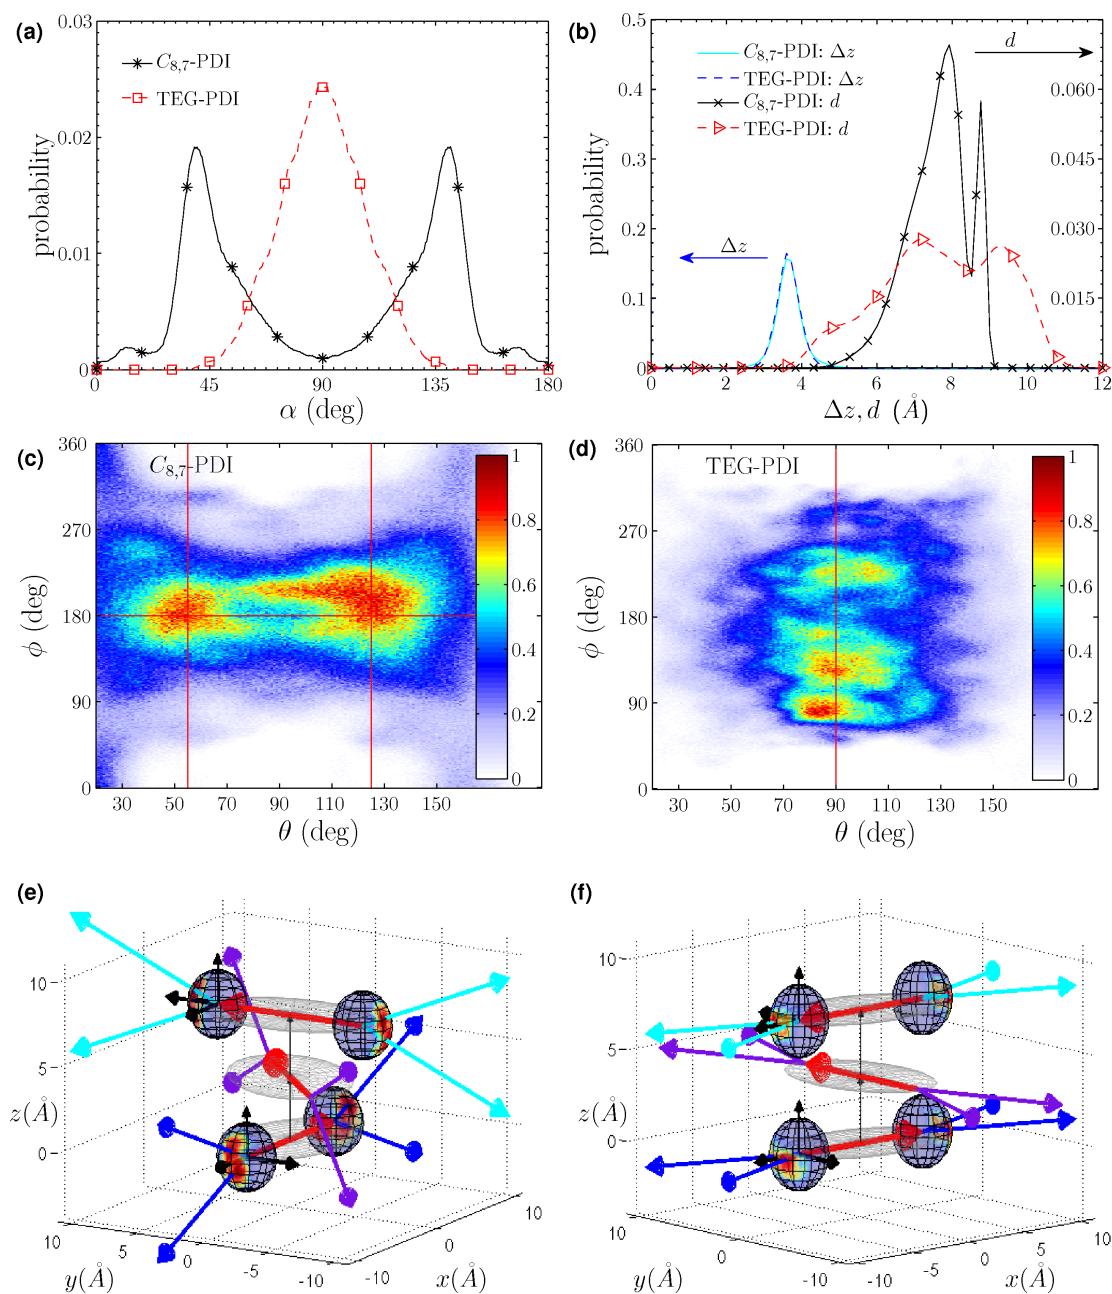 (a)
C8,7-PDI
TEG-PDI
probability
0.03
0.02
0.01
0
0 45 90 135 180
α (deg)
(b)
C8,7-PDI: Δz
TEG-PDI: Δz
C8,7-PDI: d
TEG-PDI: d
d
Δz
probability
0.5
0.4
0.3
0.2
0.1
0
0.060
0.045
0.030
0.015
0 2 4 6 8 10 12
Δz, d (Å)
(c)
C8,7-PDI
ϕ (deg)
360
270
180
90
0
20 30 50 70 90 110 130 150
θ (deg)
1
0.8
0.6
0.4
0.2
0
(d)
TEG-PDI
ϕ (deg)
360
270
180
90
0
30 50 70 90 110 130 150
θ (deg)
1
0.8
0.6
0.4
0.2
0
(e)
10
5
0
z(Å)
10 5 0 -5 -10
y(Å)
-10 0 10
x(Å)
(f)
10
5
0
z(Å)
10 0 -10
y(Å)
-10 -5 0 5 10
x(Å)